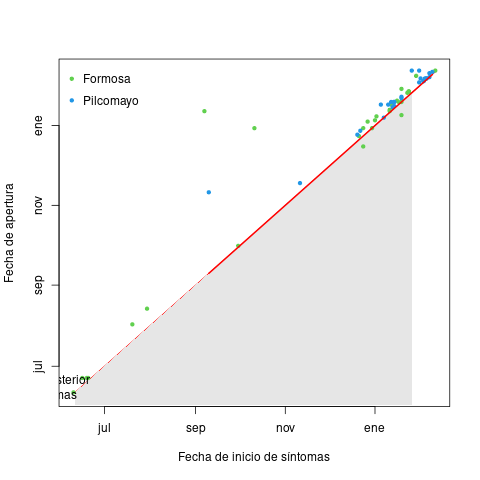 Formosa
Pilcomayo
ene
nov
sep
jul
Fecha de apertura
sterior
mas
jul
sep
nov
ene
Fecha de inicio de síntomas